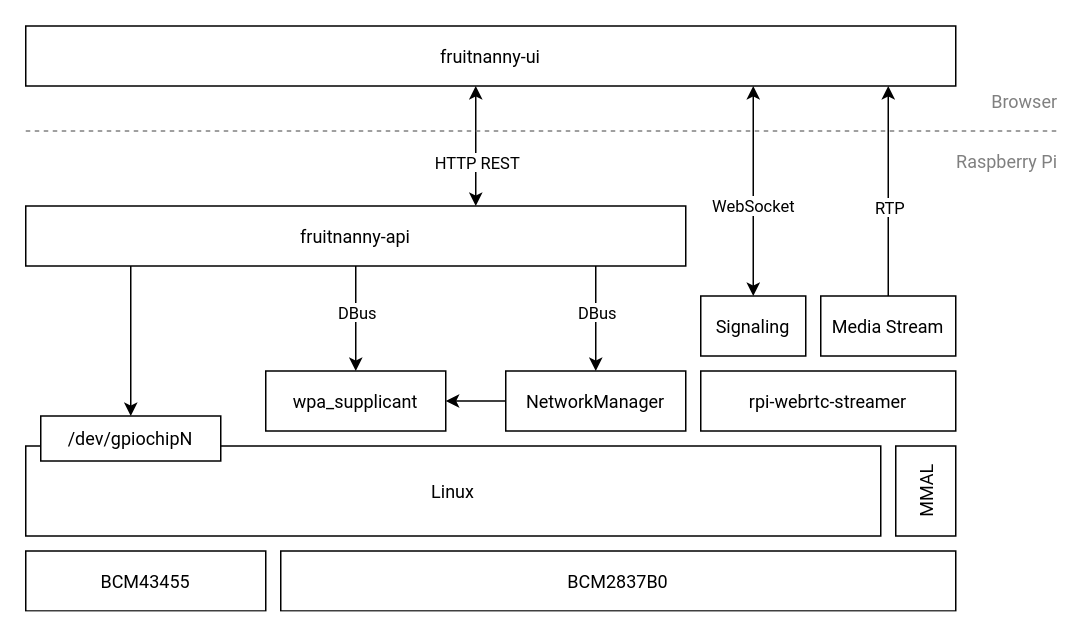 fruitnanny-ui
Browser
HTTP REST
Raspberry Pi
WebSocket
RTP
fruitnanny-api
DBus
DBus
Signaling
Media Stream
wpa_supplicant
NetworkManager
rpi-webrtc-streamer
/dev/gpiochipN
Linux
MMAL
BCM43455
BCM2837B0